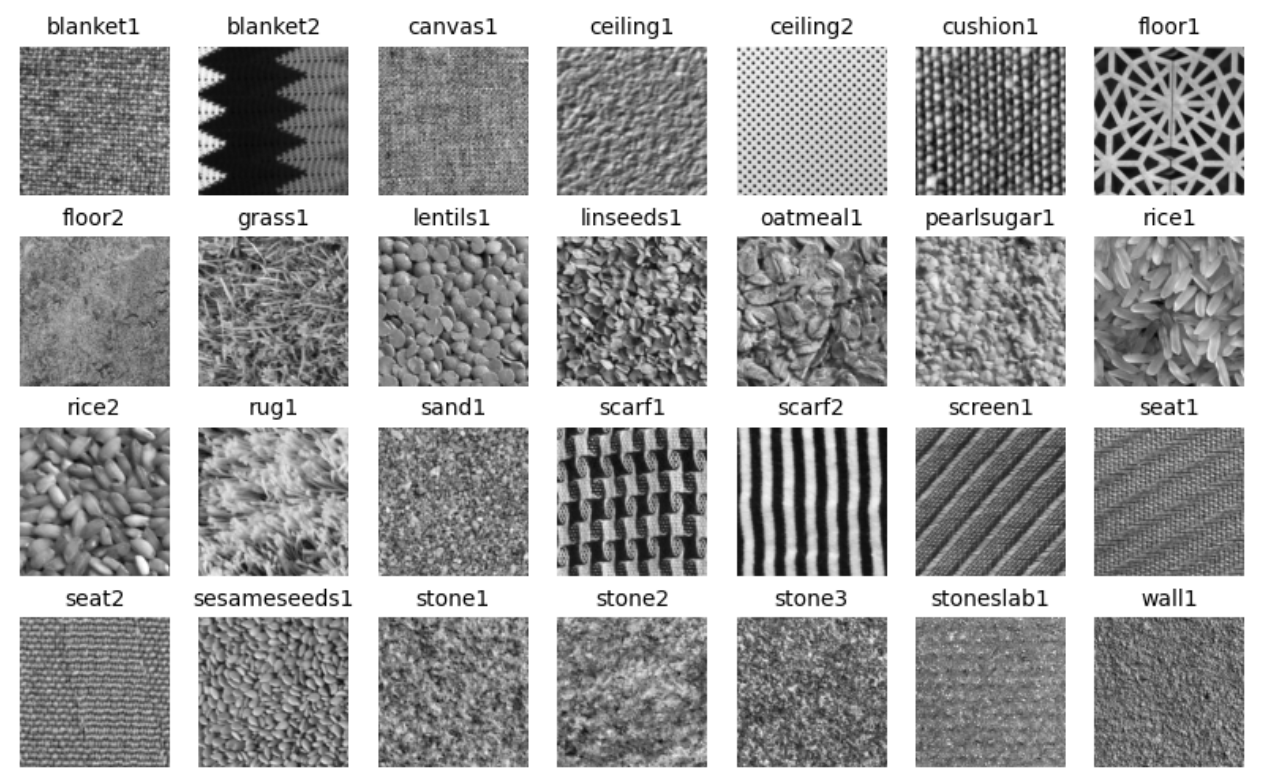 blanket1 blanket2 canvas1 ceiling1 ceiling2 cushion1 floor1
floor2 grass1 lentils1 linseeds1 oatmeal1 pearlsugar1 rice1
rice2 rug1 sand1 scarf1 scarf2 screen1 seat1
seat2 sesameseeds1 stone1 stone2 stone3 stoneslab1 wall1